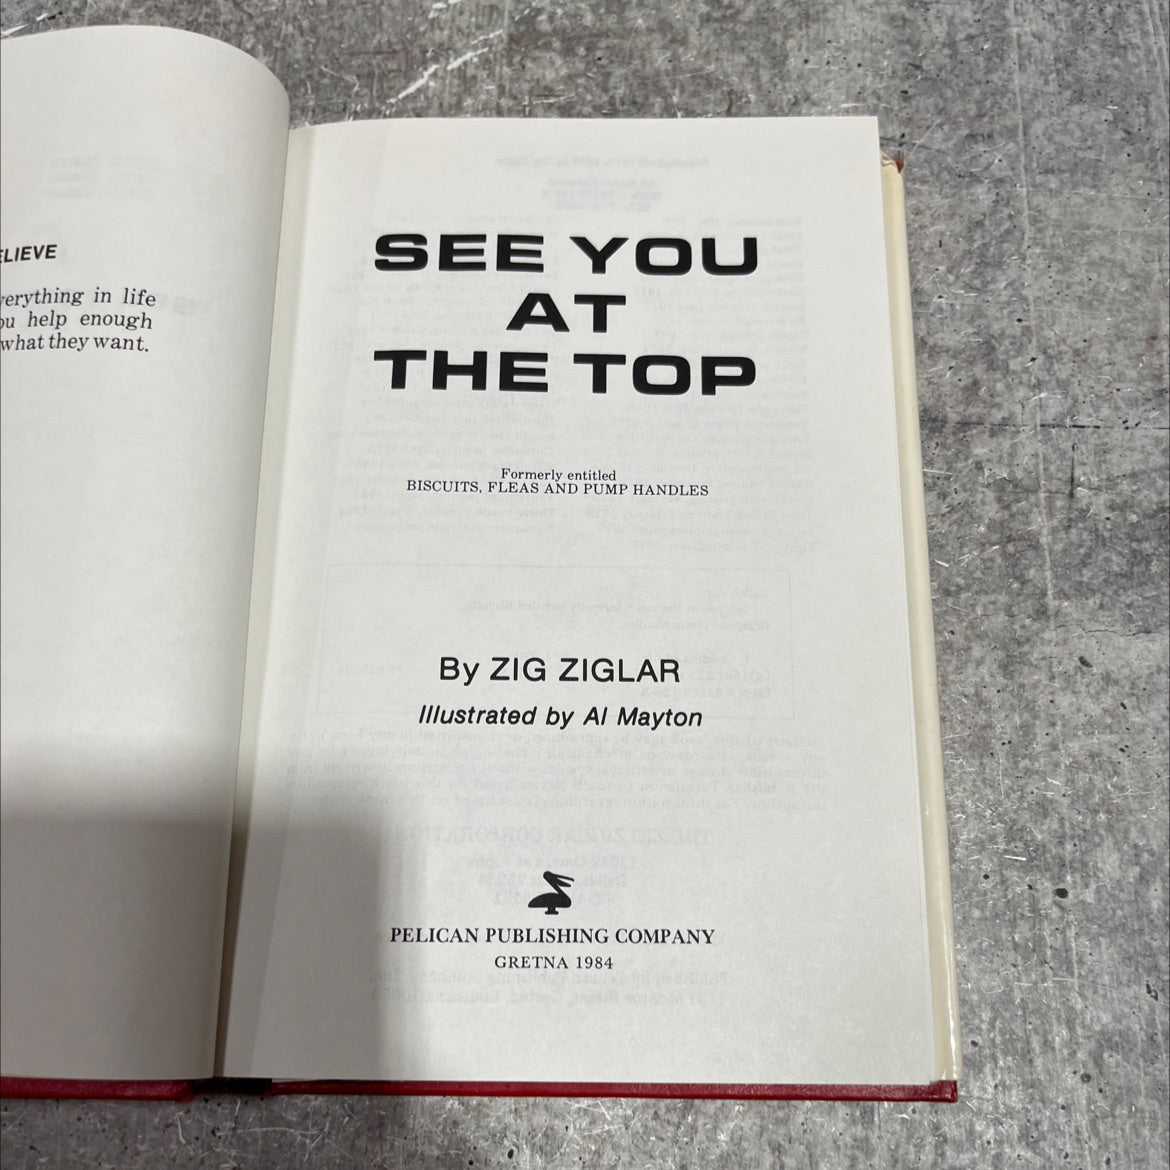 ELIEVE
verything in life
ou help enough
what they want.
SEE YOU
AT
THE TOP
Formerly entitled
BISCUITS, FLEAS AND PUMP HANDLES
By ZIG ZIGLAR
Illustrated by Al Mayton
PELICAN PUBLISHING COMPANY
GRETNA 1984